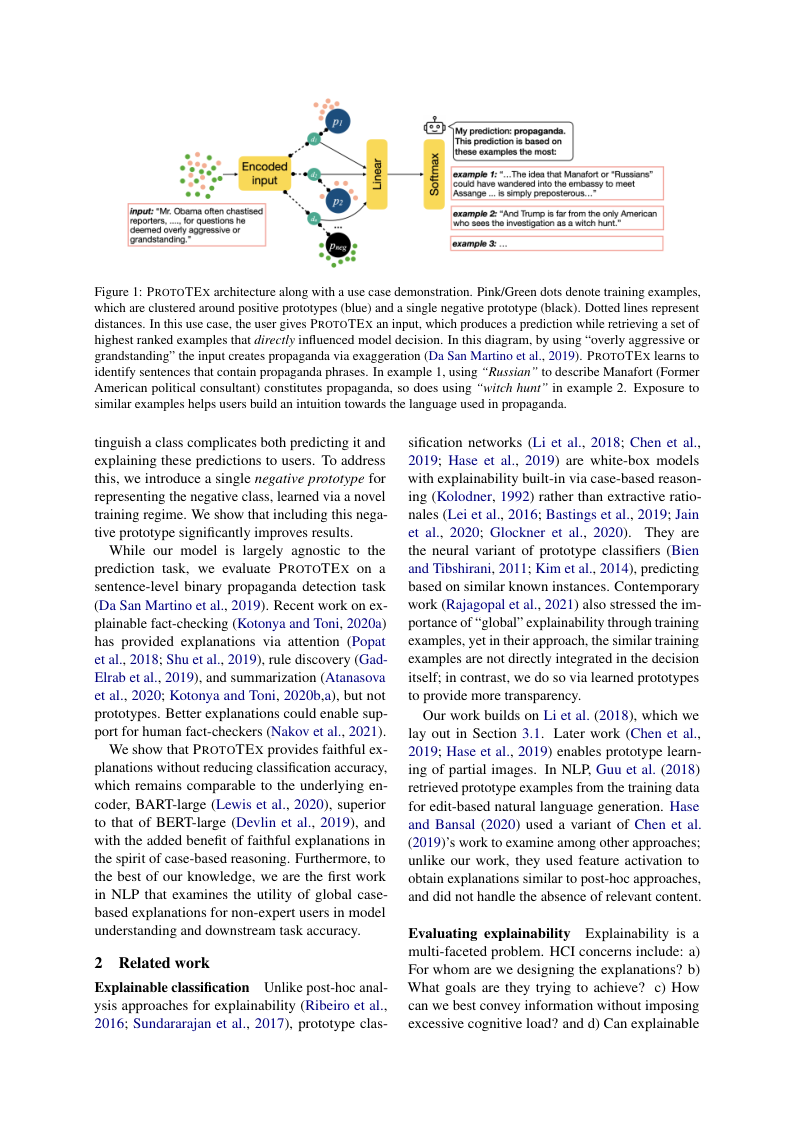 p1
d1
Encoded
input
d2
p2
dn
...
pneg
Linear
Softmax
input: "Mr. Obama often chastised
reporters, ...., for questions he
deemed overly aggressive or
grandstanding."
My prediction: propaganda.
This prediction is based on
these examples the most:
example 1: "...The idea that Manafort or "Russians"
could have wandered into the embassy to meet
Assange ... is simply preposterous..."
example 2: "And Trump is far from the only American
who sees the investigation as a witch hunt."
example 3: ...
Figure 1: PROTOTEX architecture along with a use case demonstration. Pink/Green dots denote training examples,
which are clustered around positive prototypes (blue) and a single negative prototype (black). Dotted lines represent
distances. In this use case, the user gives PROTOTEX an input, which produces a prediction while retrieving a set of
highest ranked examples that directly influenced model decision. In this diagram, by using "overly aggressive or
grandstanding" the input creates propaganda via exaggeration (Da San Martino et al., 2019). PROTOTEX learns to
identify sentences that contain propaganda phrases. In example 1, using "Russian" to describe Manafort (Former
American political consultant) constitutes propaganda, so does using "witch hunt" in example 2. Exposure to
similar examples helps users build an intuition towards the language used in propaganda.
tinguish a class complicates both predicting it and
explaining these predictions to users. To address
this, we introduce a single negative prototype for
representing the negative class, learned via a novel
training regime. We show that including this nega-
tive prototype significantly improves results.
While our model is largely agnostic to the
prediction task, we evaluate PROTOTEX on a
sentence-level binary propaganda detection task
(Da San Martino et al., 2019). Recent work on ex-
plainable fact-checking (Kotonya and Toni, 2020a)
has provided explanations via attention (Popat
et al., 2018; Shu et al., 2019), rule discovery (Gad-
Elrab et al., 2019), and summarization (Atanasova
et al., 2020; Kotonya and Toni, 2020b,a), but not
prototypes. Better explanations could enable sup-
port for human fact-checkers (Nakov et al., 2021).
We show that PROTOTEX provides faithful ex-
planations without reducing classification accuracy,
which remains comparable to the underlying en-
coder, BART-large (Lewis et al., 2020), superior
to that of BERT-large (Devlin et al., 2019), and
with the added benefit of faithful explanations in
the spirit of case-based reasoning. Furthermore, to
the best of our knowledge, we are the first work
in NLP that examines the utility of global case-
based explanations for non-expert users in model
understanding and downstream task accuracy.
2 Related work
Explainable classification Unlike post-hoc anal-
ysis approaches for explainability (Ribeiro et al.,
2016; Sundararajan et al., 2017), prototype clas-
sification networks (Li et al., 2018; Chen et al.,
2019; Hase et al., 2019) are white-box models
with explainability built-in via case-based reason-
ing (Kolodner, 1992) rather than extractive ratio-
nales (Lei et al., 2016; Bastings et al., 2019; Jain
et al., 2020; Glockner et al., 2020). They are
the neural variant of prototype classifiers (Bien
and Tibshirani, 2011; Kim et al., 2014), predicting
based on similar known instances. Contemporary
work (Rajagopal et al., 2021) also stressed the im-
portance of "global" explainability through training
examples, yet in their approach, the similar training
examples are not directly integrated in the decision
itself; in contrast, we do so via learned prototypes
to provide more transparency.
Our work builds on Li et al. (2018), which we
lay out in Section 3.1. Later work (Chen et al.,
2019; Hase et al., 2019) enables prototype learn-
ing of partial images. In NLP, Guu et al. (2018)
retrieved prototype examples from the training data
for edit-based natural language generation. Hase
and Bansal (2020) used a variant of Chen et al.
(2019)'s work to examine among other approaches;
unlike our work, they used feature activation to
obtain explanations similar to post-hoc approaches,
and did not handle the absence of relevant content.
Evaluating explainability Explainability is a
multi-faceted problem. HCI concerns include: a)
For whom are we designing the explanations? b)
What goals are they trying to achieve? c) How
can we best convey information without imposing
excessive cognitive load? and d) Can explainable